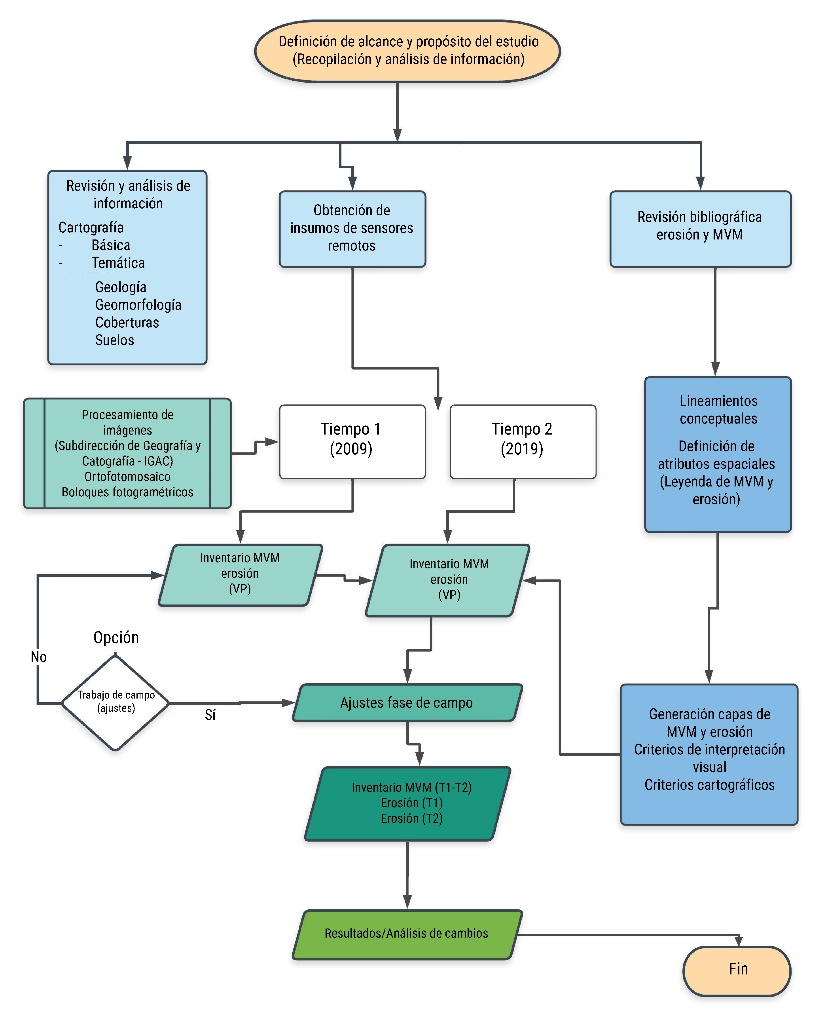 Definición de alcance y propósito del estudio
(Recopilación y análisis de información)
Revisión y análisis de
información
Cartografía
- Básica
- Temática
Geología
Geomorfología
Coberturas
Suelos
Obtención de
insumos de sensores
remotos
Revisión bibliográfica
erosión y MVM
Procesamiento de
imágenes
(Subdirección de Geografía y
Catografía - IGAC)
Ortofotomosaico
Boloques fotogramétricos
Tiempo 1
(2009)
Tiempo 2
(2019)
Lineamientos
conceptuales
Definición de
atributos espaciales
(Leyenda de MVM y
erosión)
Inventario MVM
erosión
(VP)
Inventario MVM
erosión
(VP)
Opción
No
Trabajo de campo
(ajustes)
Sí
Ajustes fase de campo
Generación capas de
MVM y erosión
Criterios de interpretación
visual
Criterios cartográficos
Inventario MVM (T1-T2)
Erosión (T1)
Erosión (T2)
Resultados/Análisis de cambios
Fin